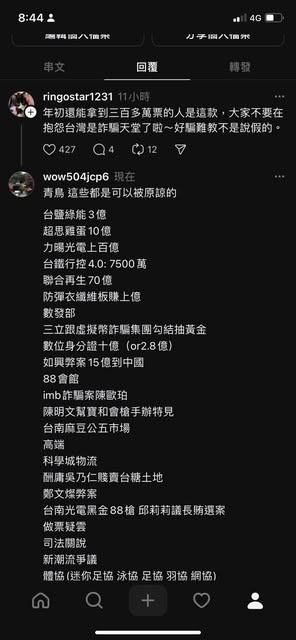 8:44
4G
編輯個人檔案
分享個人檔案
串文
回覆
轉發
ringostar1231 11小時
年初還能拿到三百多萬票的人是這款，大家不要在
抱怨台灣是詐騙天堂了啦～好騙難教不是說假的。
427
4
12
wow504jcp6 現在
青鳥 這些都是可以被原諒的
台鹽綠能3億
超思雞蛋10億
力暘光電上百億
台鐵行控4.0: 7500萬
聯合再生70億
防彈衣纖維板賺上億
數發部
三立跟虛擬幣詐騙集團勾結抽黃金
數位身分證十億（or2.8億）
如興弊案15億到中國
88會館
imb詐騙案陳歐珀
陳明文幫寶和會槍手辦特見
台南麻豆公五市場
高端
科學城物流
酬庸吳乃仁賤賣台糖土地
鄭文燦弊案
台南光電黑金88槍 邱莉莉議長賄選案
做票疑雲
司法關說
新潮流爭議
體協(迷你足協 泳協 足協 羽協 網協)